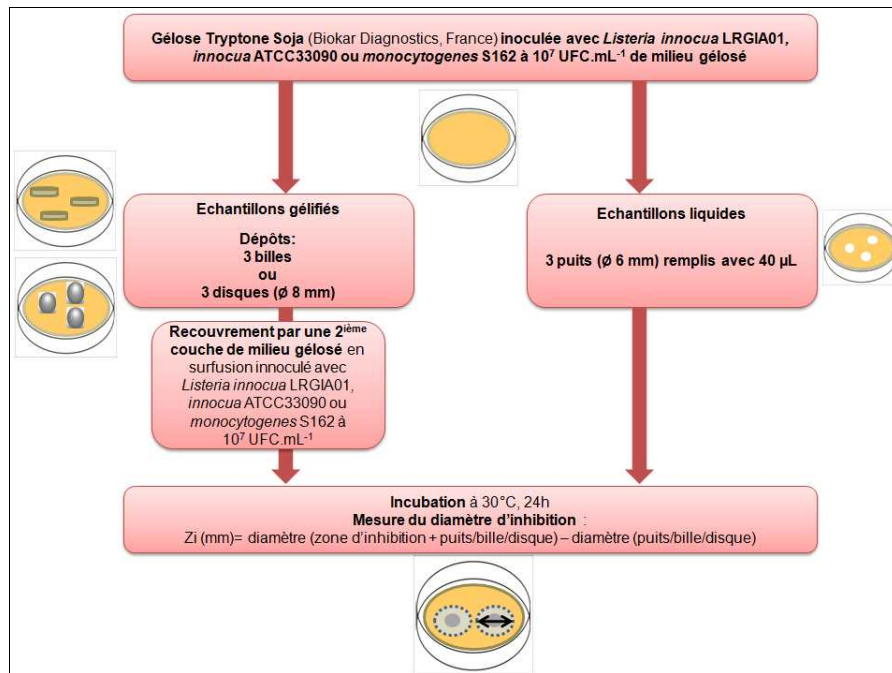 Gélose Tryptone Soja (Biokar Diagnostics, France) inoculée avec Listeria innocua LRGIA01,
innocua ATCC33090 ou monocytogenes S162 à 10⁷ UFC.mL⁻¹ de milieu gélosé
Echantillons gélifiés
Dépôts:
3 billes
ou
3 disques (ø 8 mm)
Echantillons liquides
3 puits (ø 6 mm) remplis avec 40 µL
Recouvrement par une 2ième
couche de milieu gélosé en
surfusion innoculé avec
Listeria innocua LRGIA01,
innocua ATCC33090 ou
monocytogenes S162 à
10⁷ UFC.mL⁻¹
Incubation à 30°C, 24h
Mesure du diamètre d'inhibition :
Zi (mm)= diamètre (zone d'inhibition + puits/bille/disque) – diamètre (puits/bille/disque)